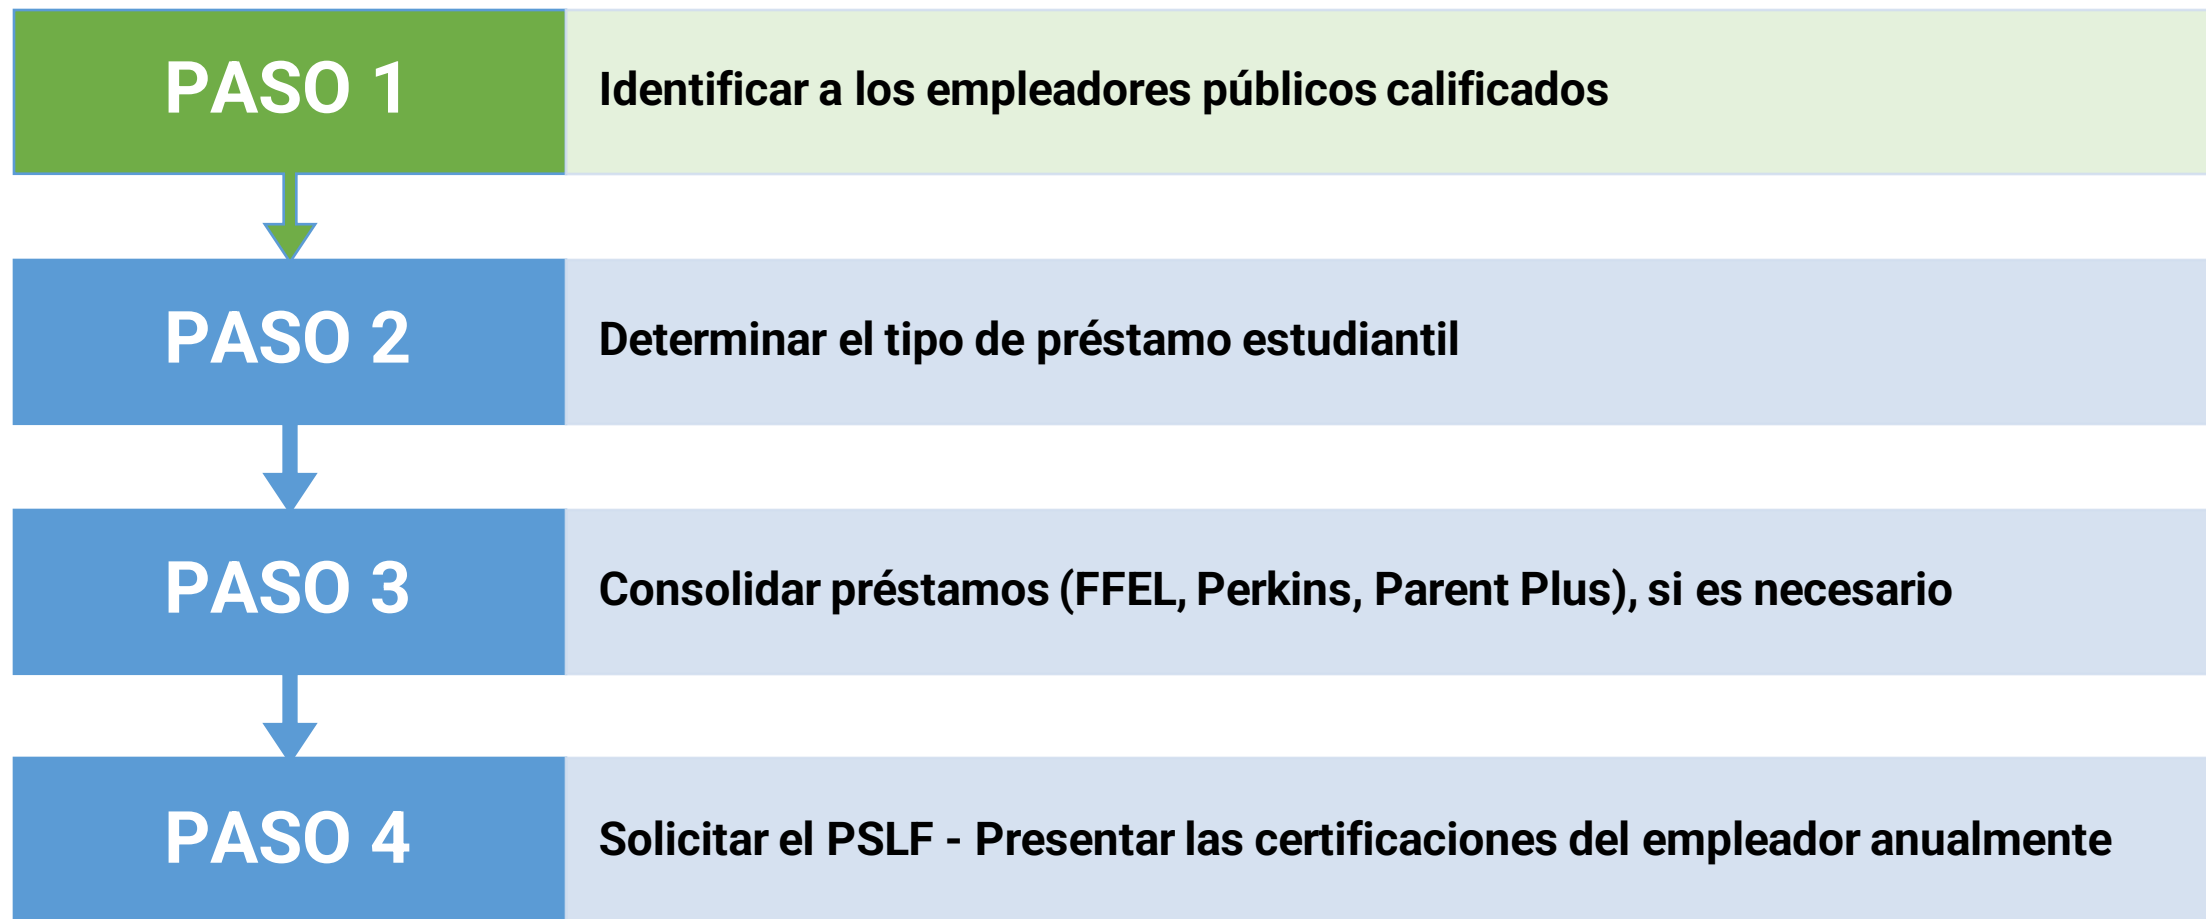 PASO 1
Identificar a los empleadores públicos calificados
PASO 2
Determinar el tipo de préstamo estudiantil
PASO 3
Consolidar préstamos (FFEL, Perkins, Parent Plus), si es necesario
PASO 4
Solicitar el PSLF - Presentar las certificaciones del empleador anualmente